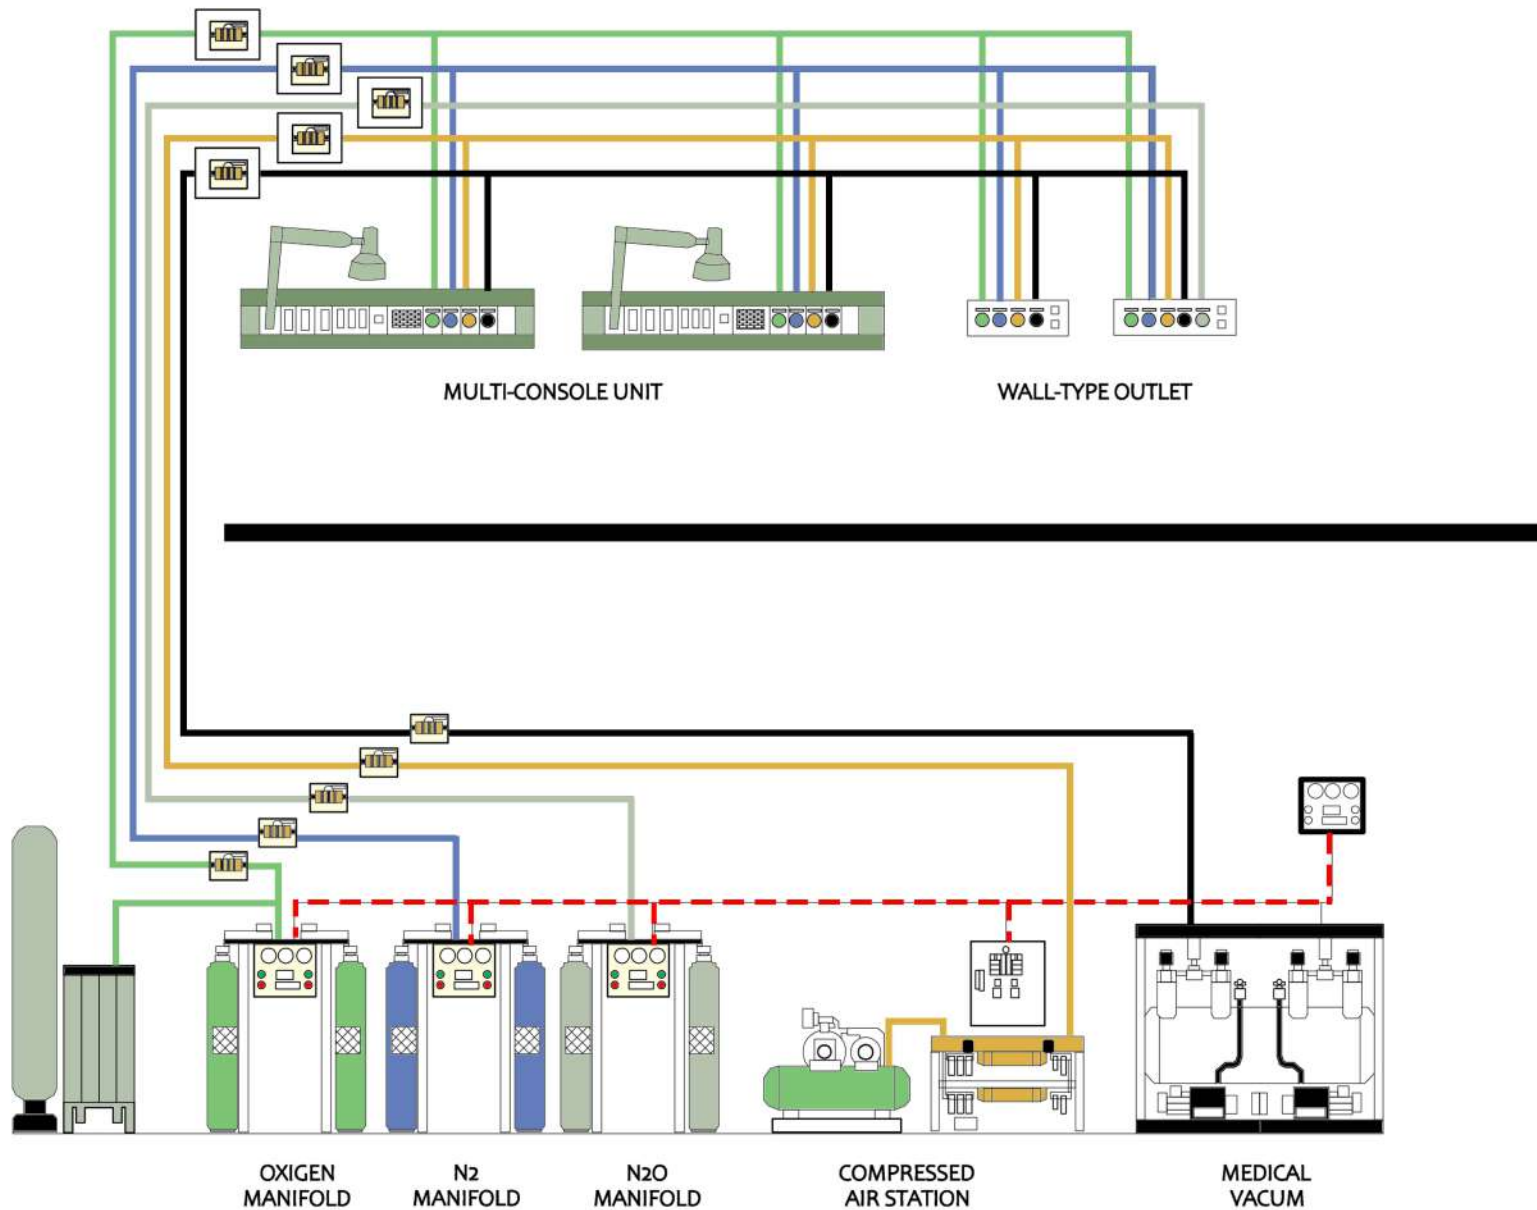 MULTI-CONSOLE UNIT
WALL-TYPE OUTLET
OXIGEN
MANIFOLD
N2
MANIFOLD
N2O
MANIFOLD
COMPRESSED
AIR STATION
MEDICAL
VACUM